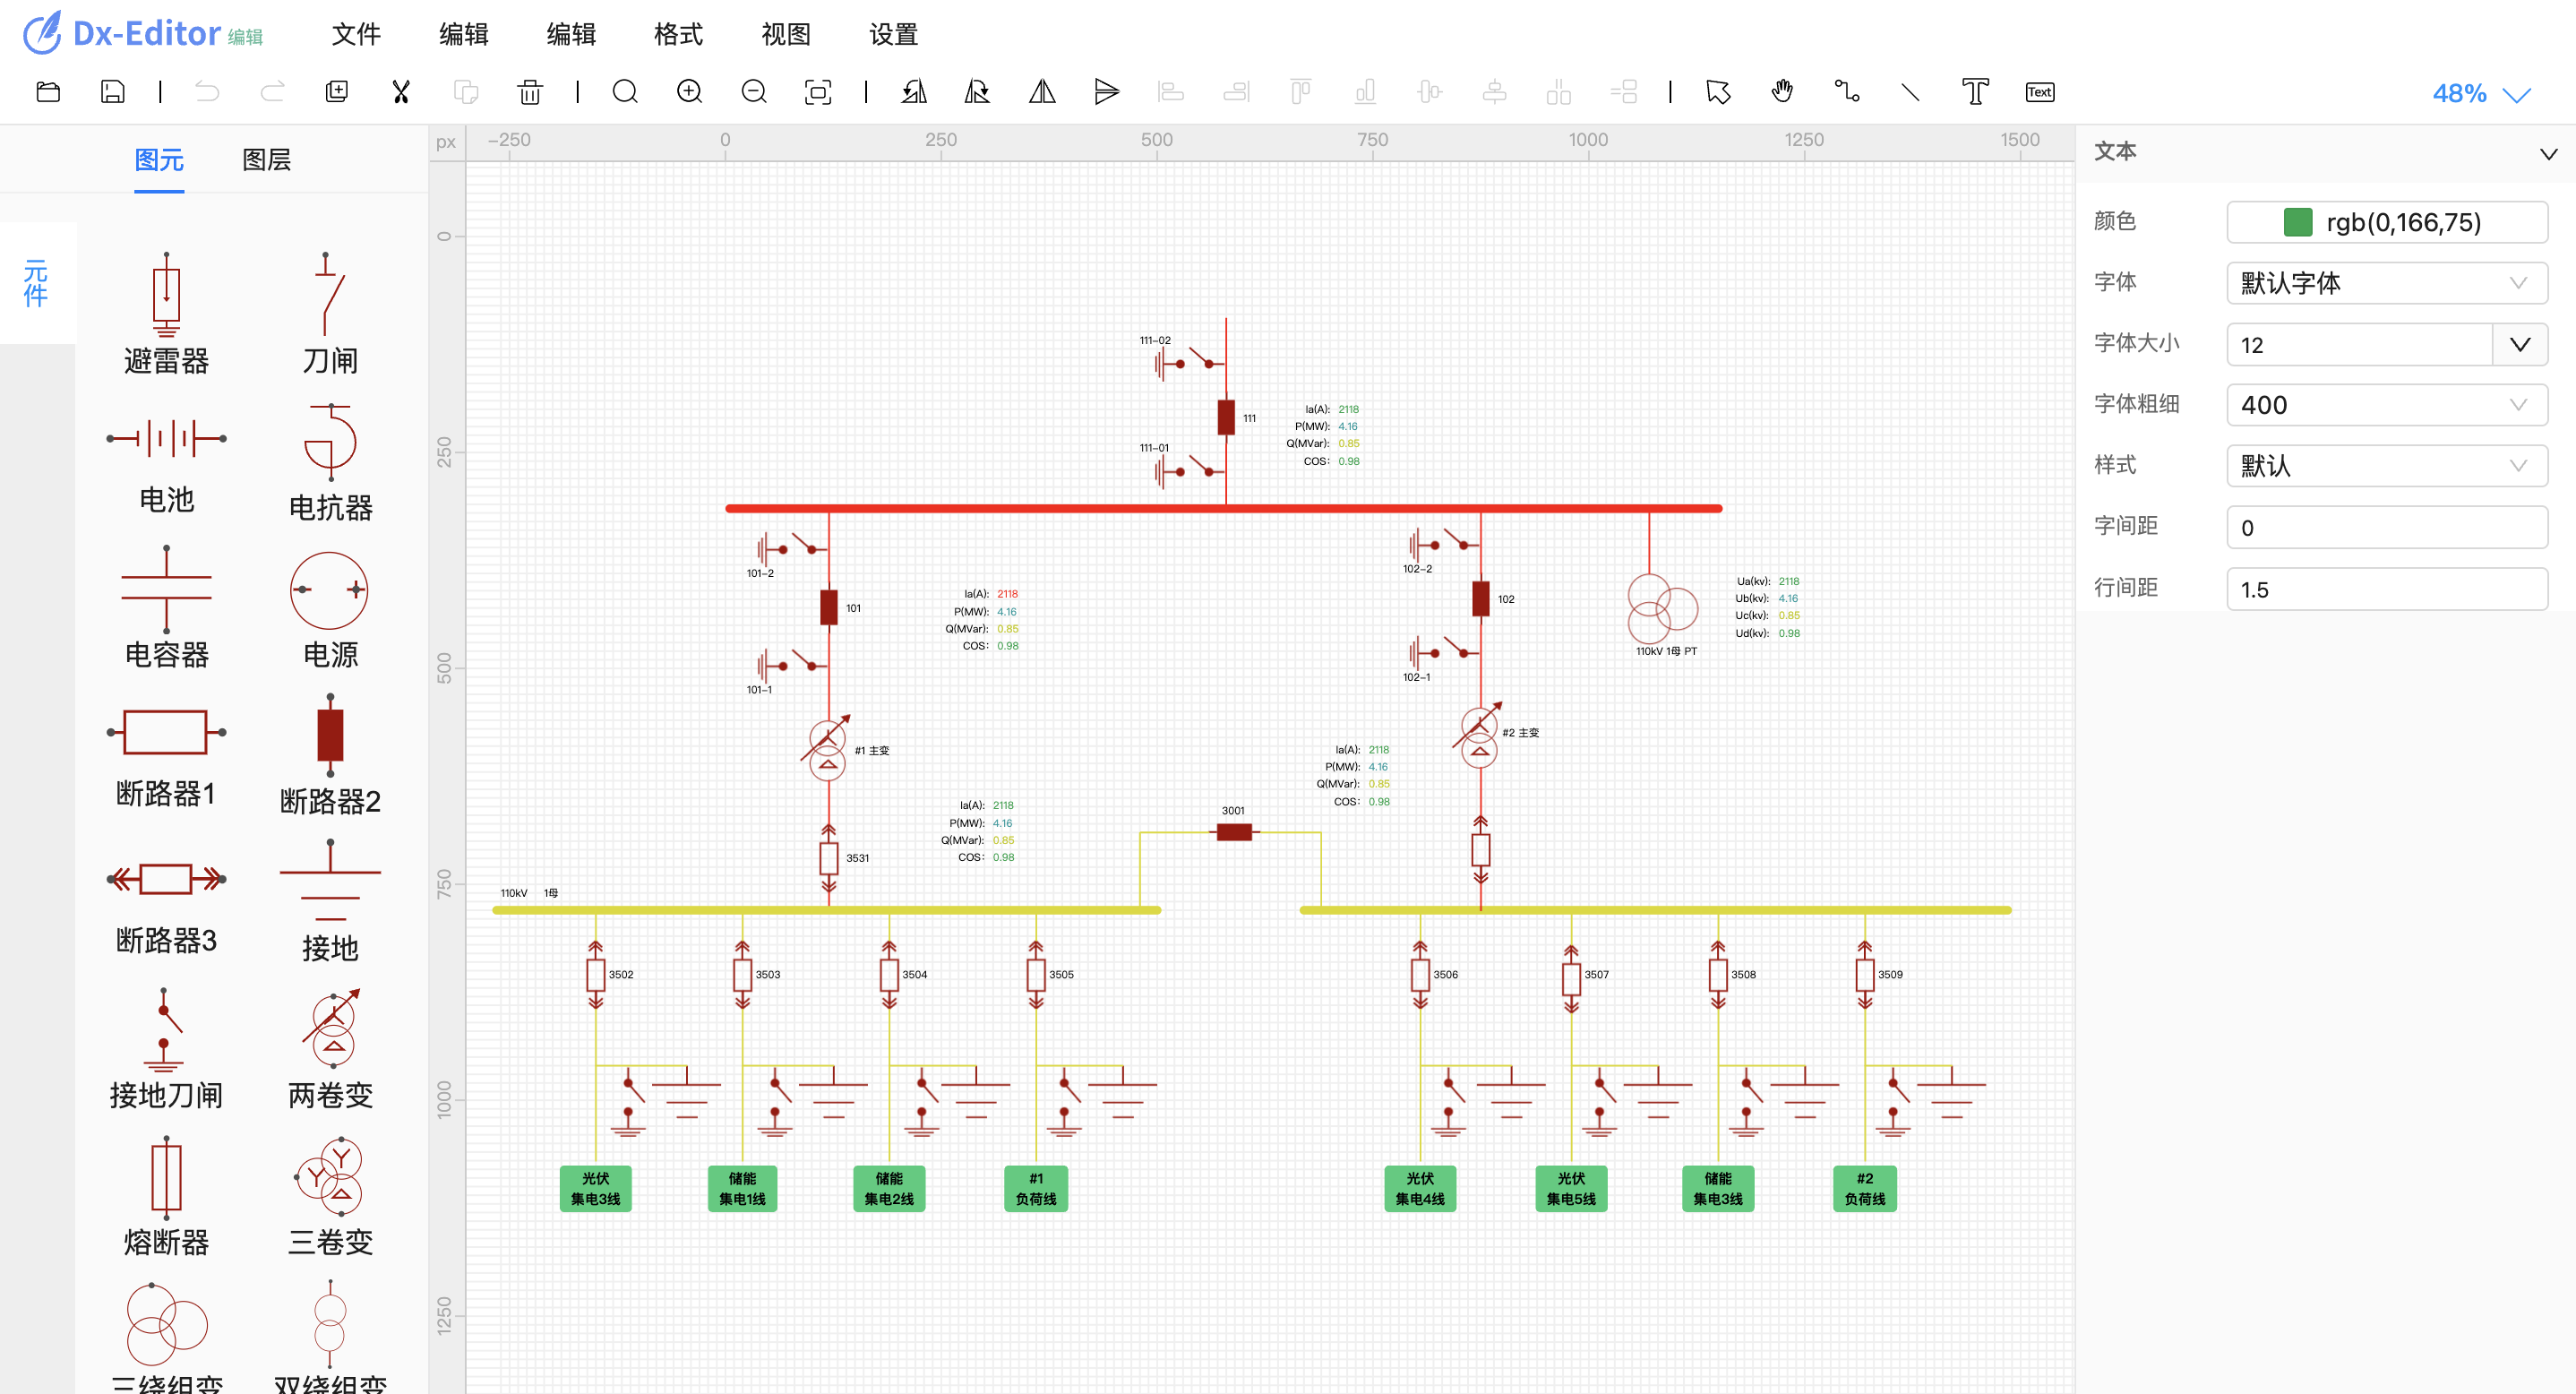 Dx-Editor 编辑
文件 编辑 编辑 格式 视图 设置
Text
48%
图元 图层
元件
避雷器 刀闸
电池 电抗器
电容器 电源
断路器1 断路器2
断路器3 接地
接地刀闸 两卷变
熔断器 三卷变
三绕组变 双绕组变
px -250 0 250 500 750 1000 1250 1500
0
250
500
750
1000
1250
111-02
111
111-01
Ia(A): 2118
P(MW): 4.16
Q(MVar): 0.85
COS: 0.98
101-2
101
101-1
Ia(A): 2118
P(MW): 4.16
Q(MVar): 0.85
COS: 0.98
102-2
102
102-1
Ua(kv): 2118
Ub(kv): 4.16
Uc(kv): 0.85
Ud(kv): 0.98
110kV 1母 PT
#1 主变
#2 主变
Ia(A): 2118
P(MW): 4.16
Q(MVar): 0.85
COS: 0.98
Ia(A): 2118
P(MW): 4.16
Q(MVar): 0.85
COS: 0.98
3001
3531
110kV 1母
3502 3503 3504 3505 3506 3507 3508 3509
光伏
集电3线
储能
集电1线
储能
集电2线
#1
负荷线
光伏
集电4线
光伏
集电5线
储能
集电3线
#2
负荷线
文本
颜色 rgb(0,166,75)
字体 默认字体
字体大小 12
字体粗细 400
样式 默认
字间距 0
行间距 1.5